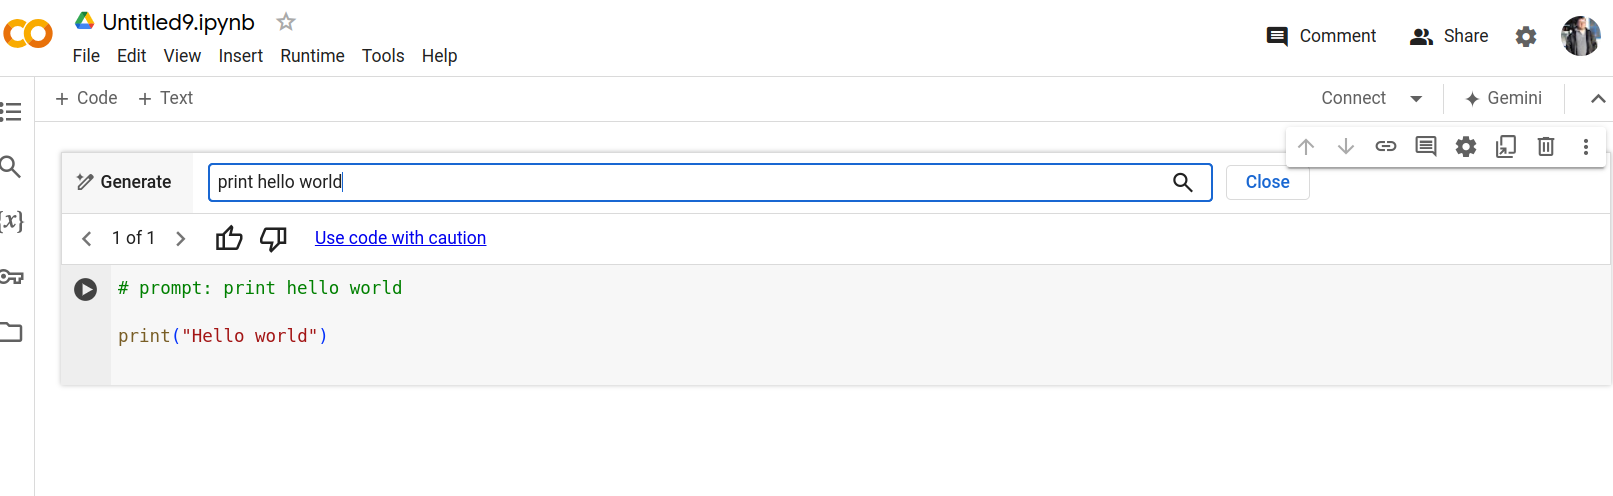 Untitled9.ipynb
File Edit View Insert Runtime Tools Help
Comment Share
+ Code + Text
Connect Gemini
Generate print hello world Close
1 of 1 Use code with caution
{x}
# prompt: print hello world
print("Hello world")